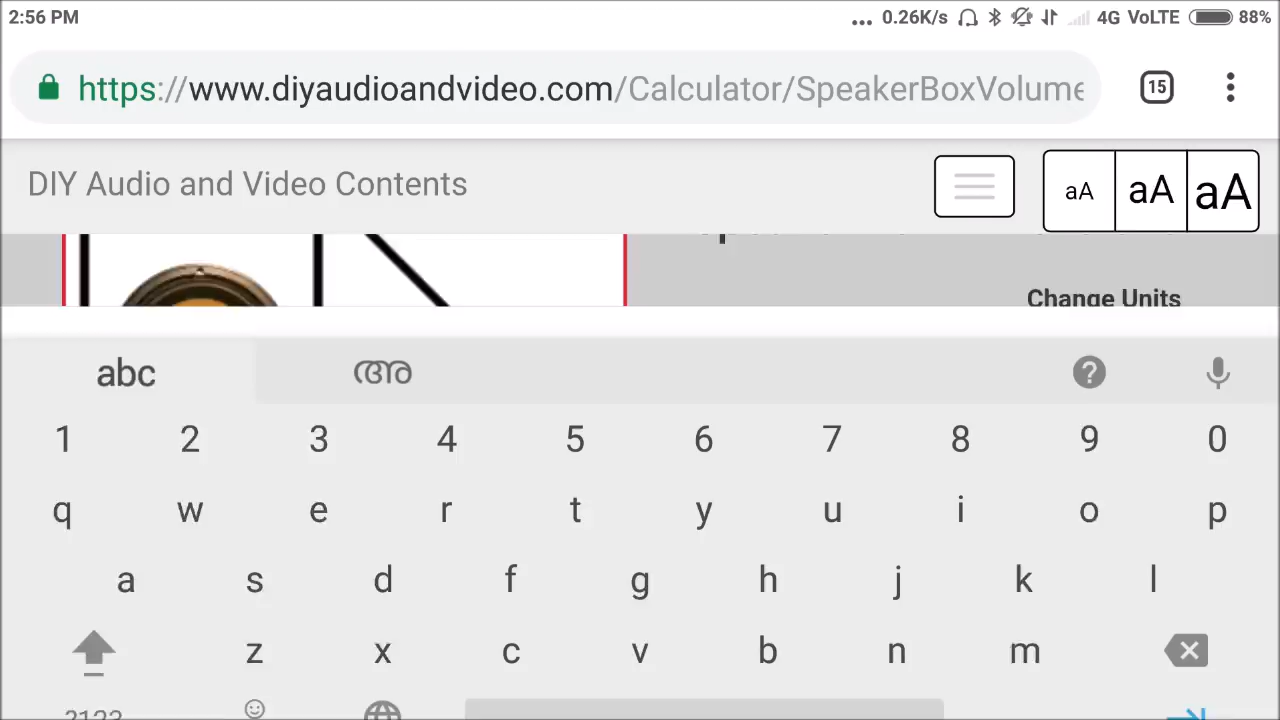 2:56 PM ... 0.26K/s 4G VoLTE 88%
https://www.diyaudioandvideo.com/Calculator/SpeakerBoxVolume 15
DIY Audio and Video Contents aA aA aA
Change Units
abc അ ?
1 2 3 4 5 6 7 8 9 0
q w e r t y u i o p
a s d f g h j k l
z x c v b n m
?123